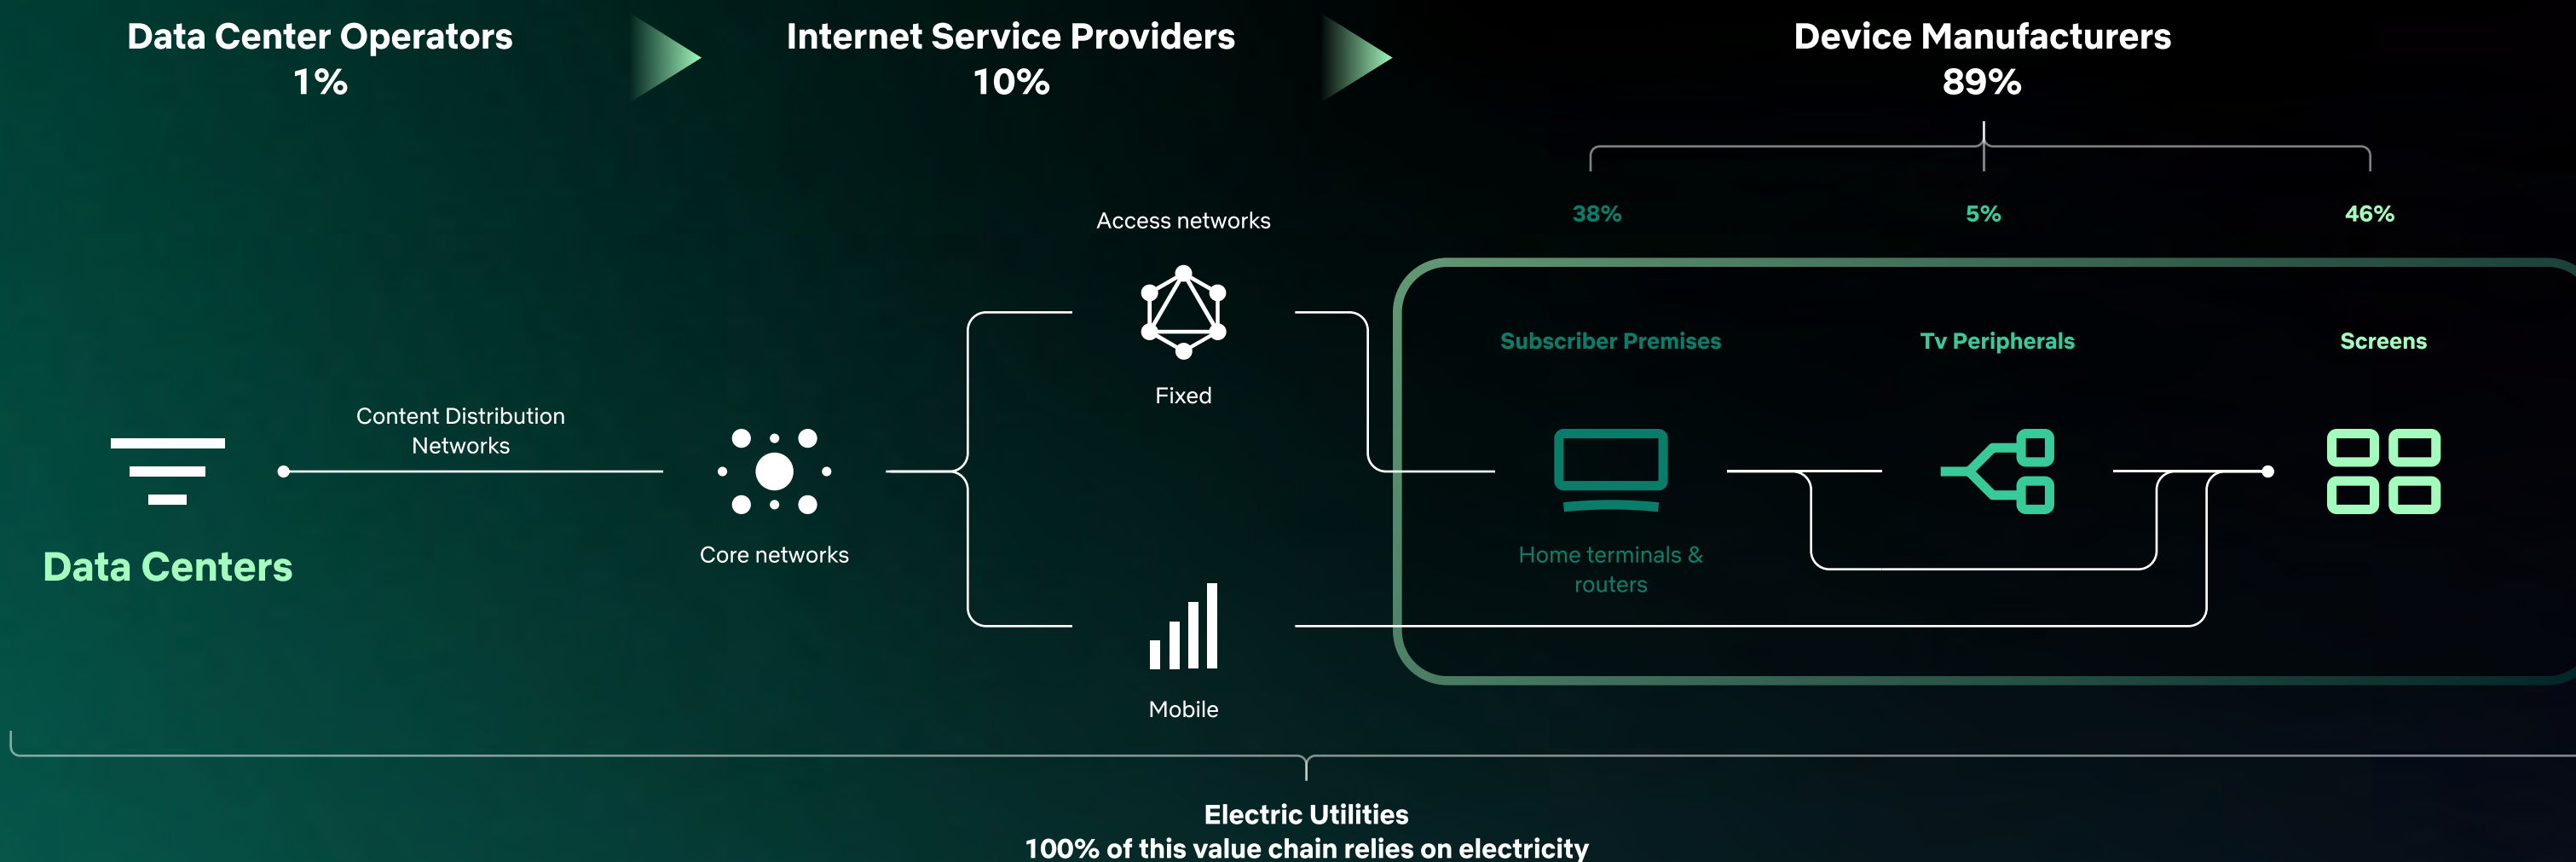 Data Center Operators
1%
Internet Service Providers
10%
Device Manufacturers
89%
38%
5%
46%
Access networks
Fixed
Content Distribution
Networks
Data Centers
Core networks
Mobile
Subscriber Premises
Home terminals &
routers
Tv Peripherals
Screens
Electric Utilities
100% of this value chain relies on electricity